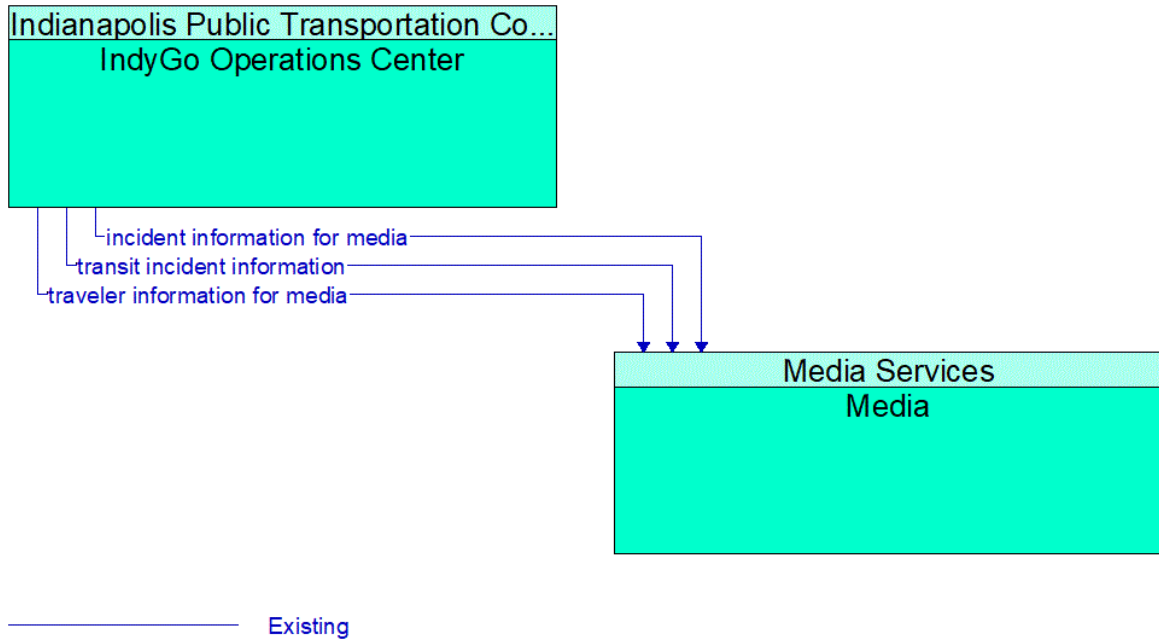 Indianapolis Public Transportation Co...
IndyGo Operations Center
incident information for media
transit incident information
traveler information for media
Media Services
Media
Existing